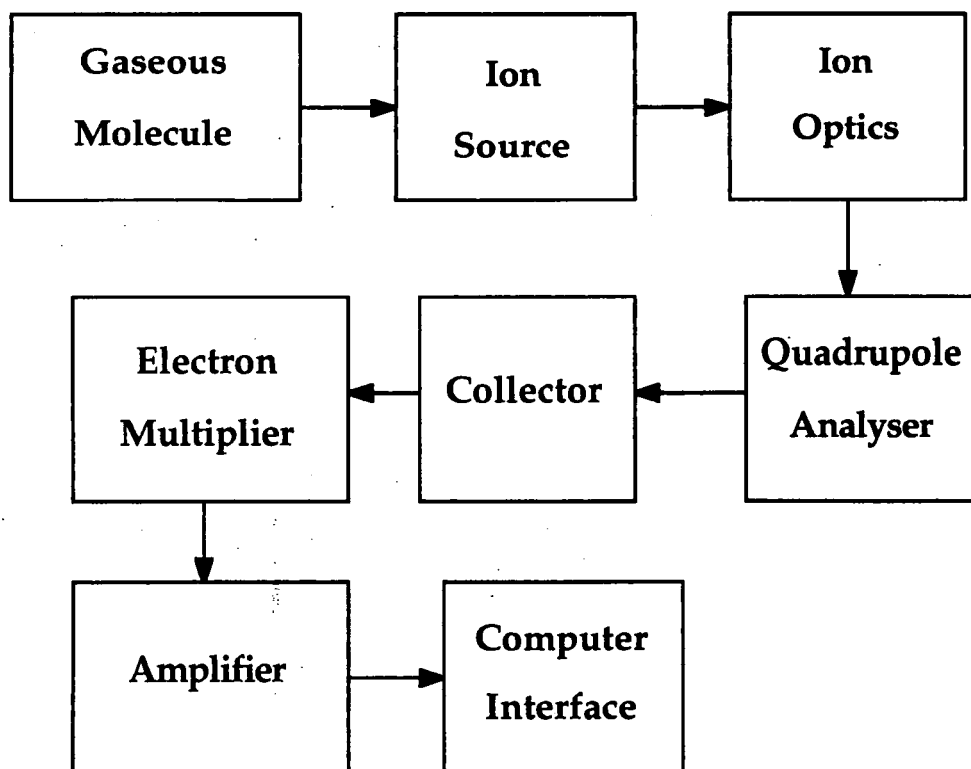 Gaseous
Molecule
Ion
Source
Ion
Optics
Quadrupole
Analyser
Collector
Electron
Multiplier
Amplifier
Computer
Interface